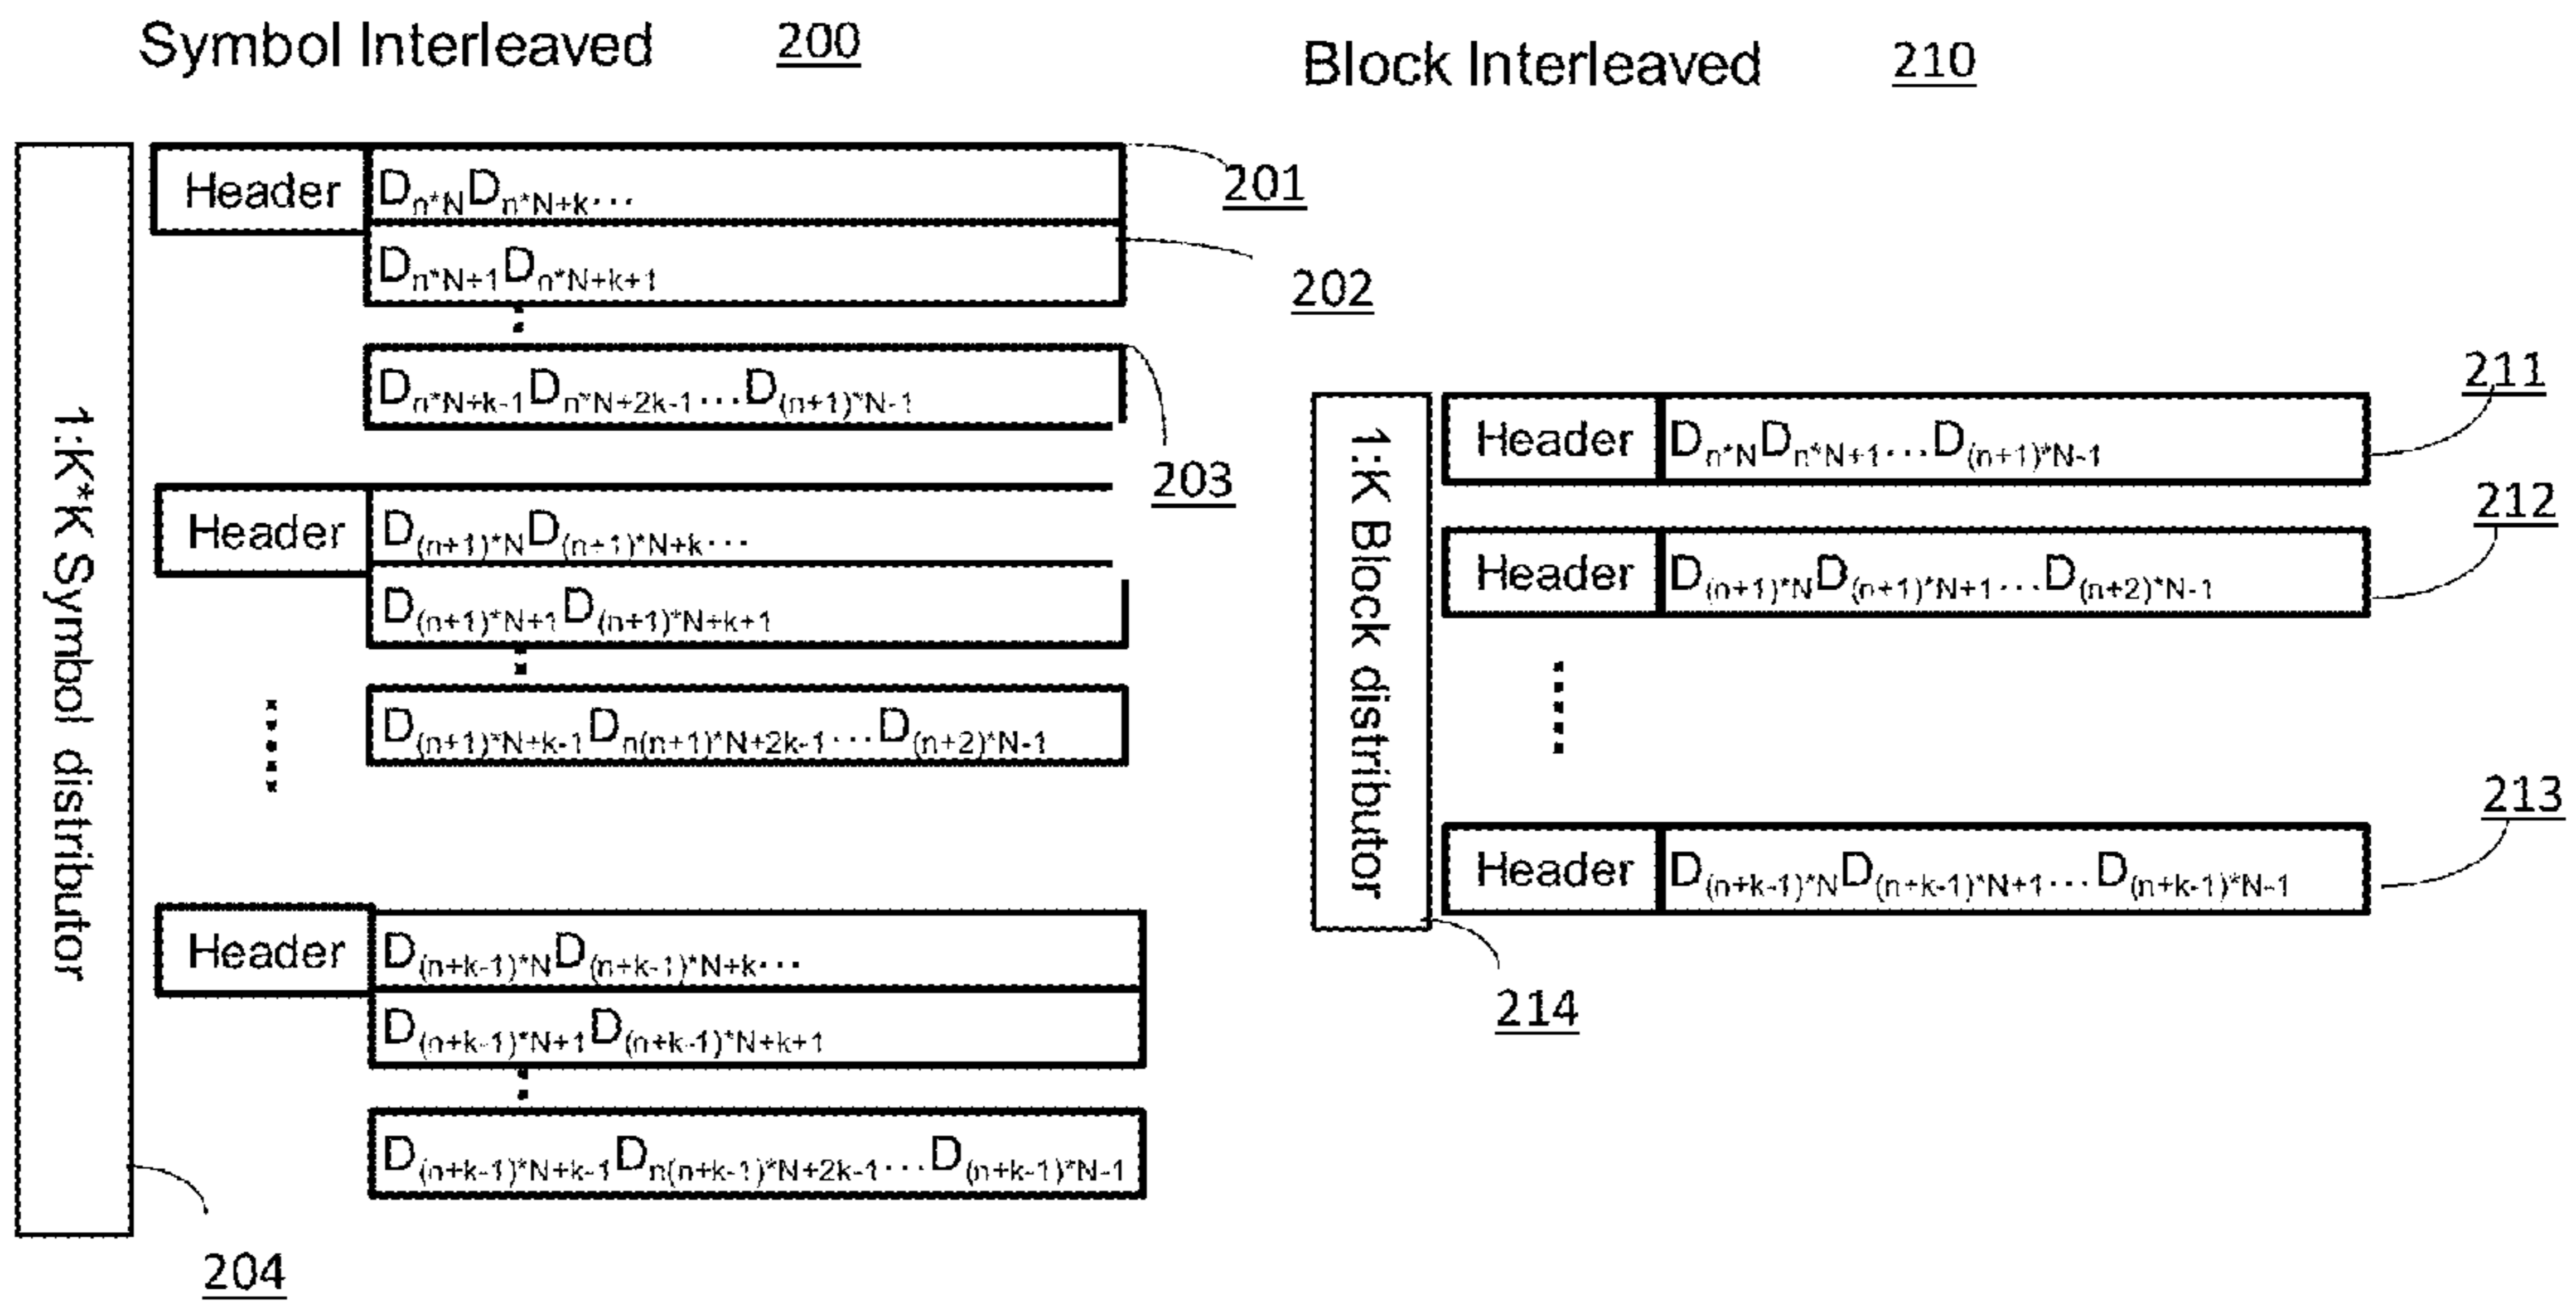 Symbol Interleaved 200
1:K*K Symbol distributor
Header D_{n*N}D_{n*N+k}... 201
D_{n*N+1}D_{n*N+k+1} 202
D_{n*N+k-1}D_{n*N+2k-1}...D_{(n+1)*N-1} 203
Header D_{(n+1)*N}D_{(n+1)*N+k}...
D_{(n+1)*N+1}D_{(n+1)*N+k+1}
D_{(n+1)*N+k-1}D_{n(n+1)*N+2k-1}...D_{(n+2)*N-1}
Header D_{(n+k-1)*N}D_{(n+k-1)*N+k}...
D_{(n+k-1)*N+1}D_{(n+k-1)*N+k+1}
D_{(n+k-1)*N+k-1}D_{n(n+k-1)*N+2k-1}...D_{(n+k-1)*N-1}
204
Block Interleaved 210
1:K Block distributor
Header D_{n*N}D_{n*N+1}...D_{(n+1)*N-1} 211
Header D_{(n+1)*N}D_{(n+1)*N+1}...D_{(n+2)*N-1} 212
Header D_{(n+k-1)*N}D_{(n+k-1)*N+1}...D_{(n+k-1)*N-1} 213
214